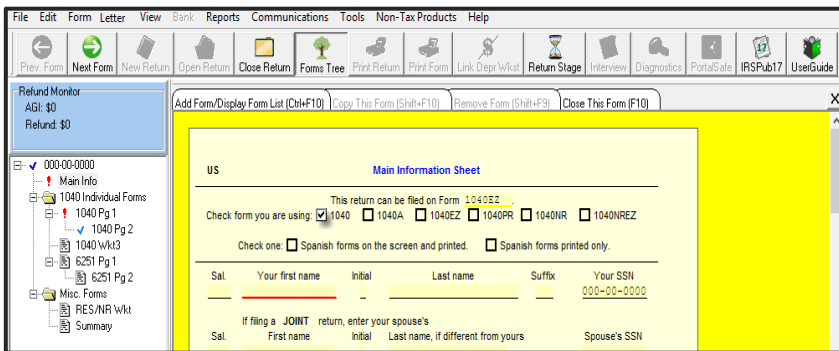 File Edit Form Letter View Bank Reports Communications Tools Non-Tax Products Help
Prev. Form Next Form New Return Open Return Close Return Forms Tree Print Return Print Form Link Depr Wkst Return Stage Interview Diagnostics PortalSafe IRSPub17 UserGuide
Refund Monitor
AGI: $0
Refund: $0
Add Form/Display Form List (Ctrl+F10) Copy This Form (Shift+F10) Remove Form (Shift+F9) Close This Form (F10) X
000-00-0000
Main Info
1040 Individual Forms
1040 Pg 1
1040 Pg 2
1040 Wkt3
6251 Pg 1
6251 Pg 2
Misc. Forms
RES/NR Wkt
Summary
US Main Information Sheet
This return can be filed on Form 1040EZ .
Check form you are using: 1040 1040A 1040EZ 1040PR 1040NR 1040NREZ
Check one: Spanish forms on the screen and printed. Spanish forms printed only.
Sal. Your first name Initial Last name Suffix Your SSN
000-00-0000
If filing a JOINT return, enter your spouse's
Sal. First name Initial Last name, if different from yours Spouse's SSN